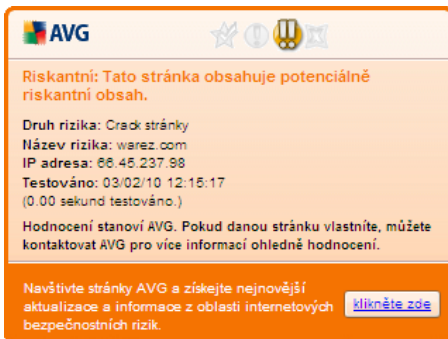 AVG
Riskantní: Tato stránka obsahuje potenciálně
riskantní obsah.
Druh rizika: Crack stránky
Název rizika: warez.com
IP adresa: 66.45.237.98
Testováno: 03/02/10 12:15:17
(0.00 sekund testováno.)
Hodnocení stanoví AVG. Pokud danou stránku vlastníte, můžete
kontaktovat AVG pro více informací ohledně hodnocení.
Navštivte stránky AVG a získejte nejnovější
aktualizace a informace z oblasti internetových
bezpečnostních rizik.
klikněte zde